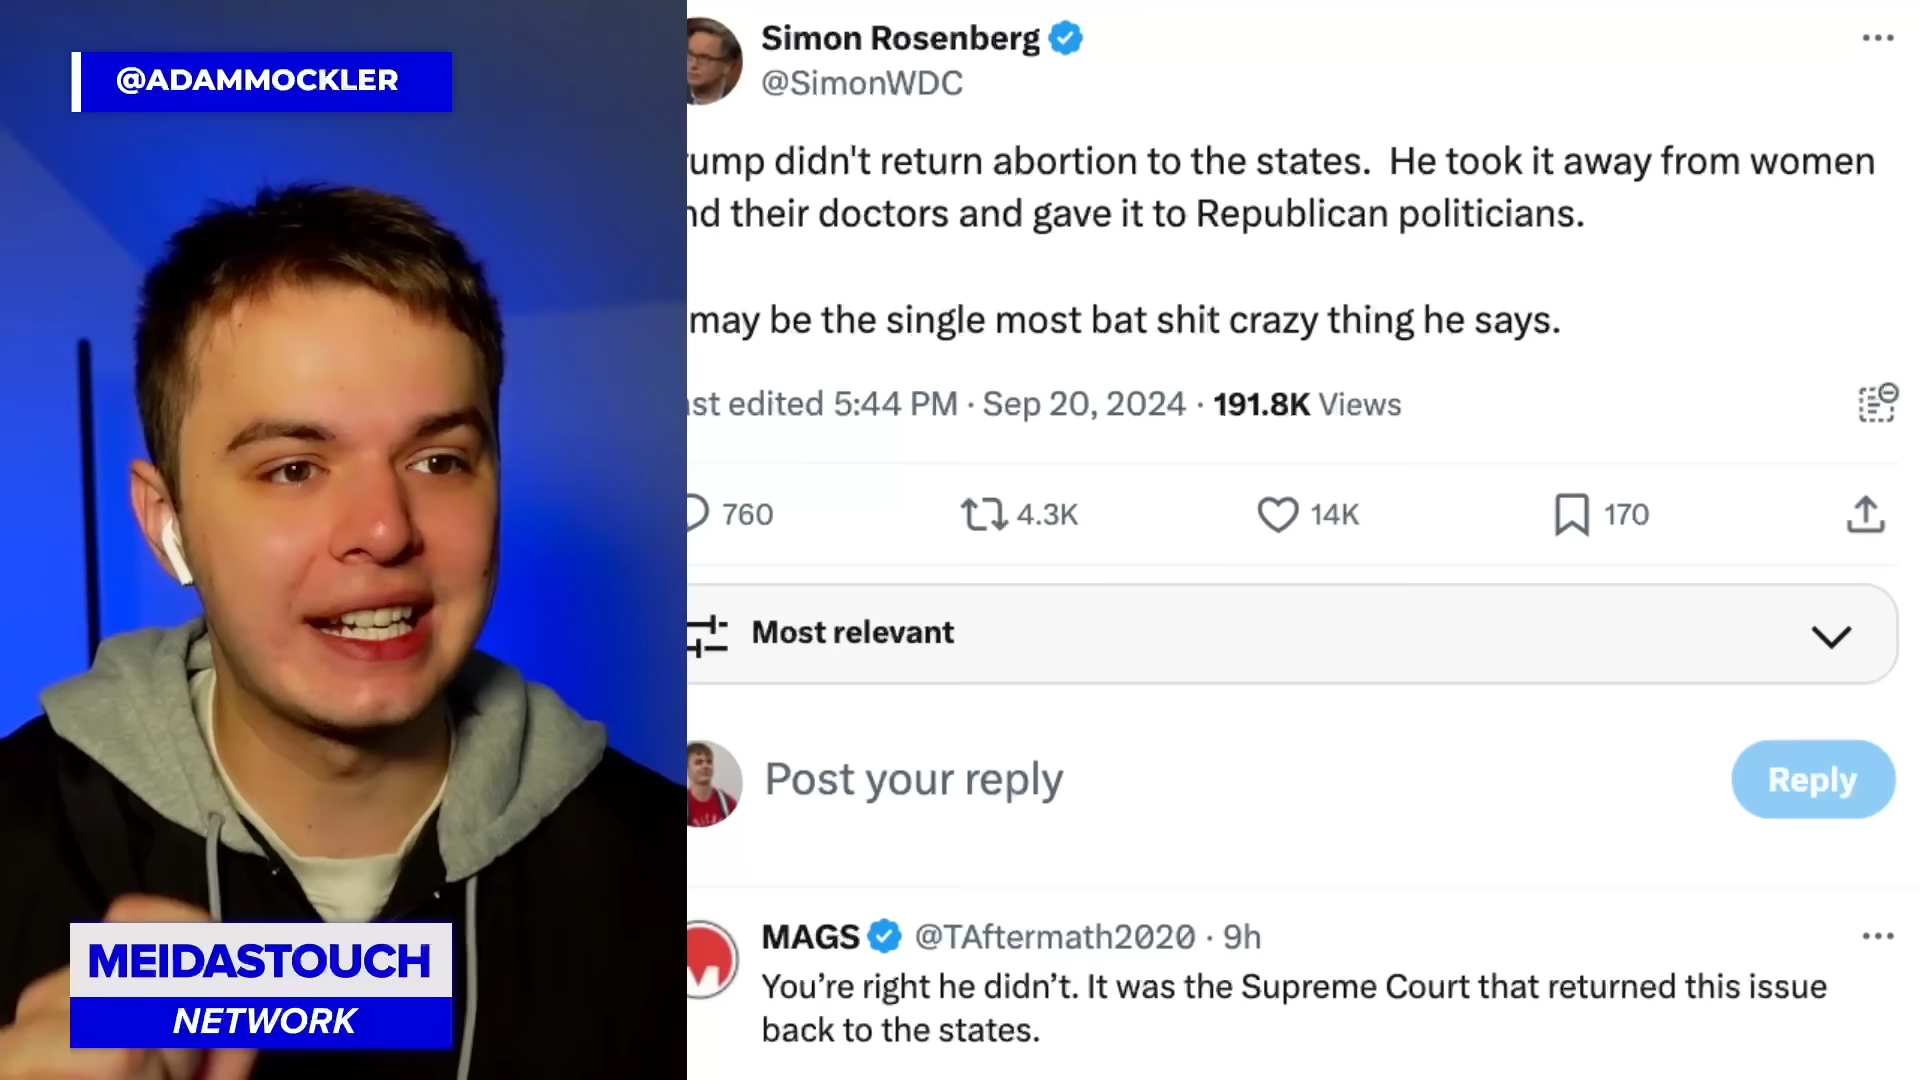 @ADAMMOCKLER
MEIDASTOUCH
NETWORK
Simon Rosenberg
@SimonWDC
rump didn't return abortion to the states. He took it away from women
nd their doctors and gave it to Republican politicians.
may be the single most bat shit crazy thing he says.
st edited 5:44 PM · Sep 20, 2024 · 191.8K Views
760 4.3K 14K 170
Most relevant
Post your reply
Reply
MAGS @TAftermath2020 · 9h
You’re right he didn’t. It was the Supreme Court that returned this issue
back to the states.